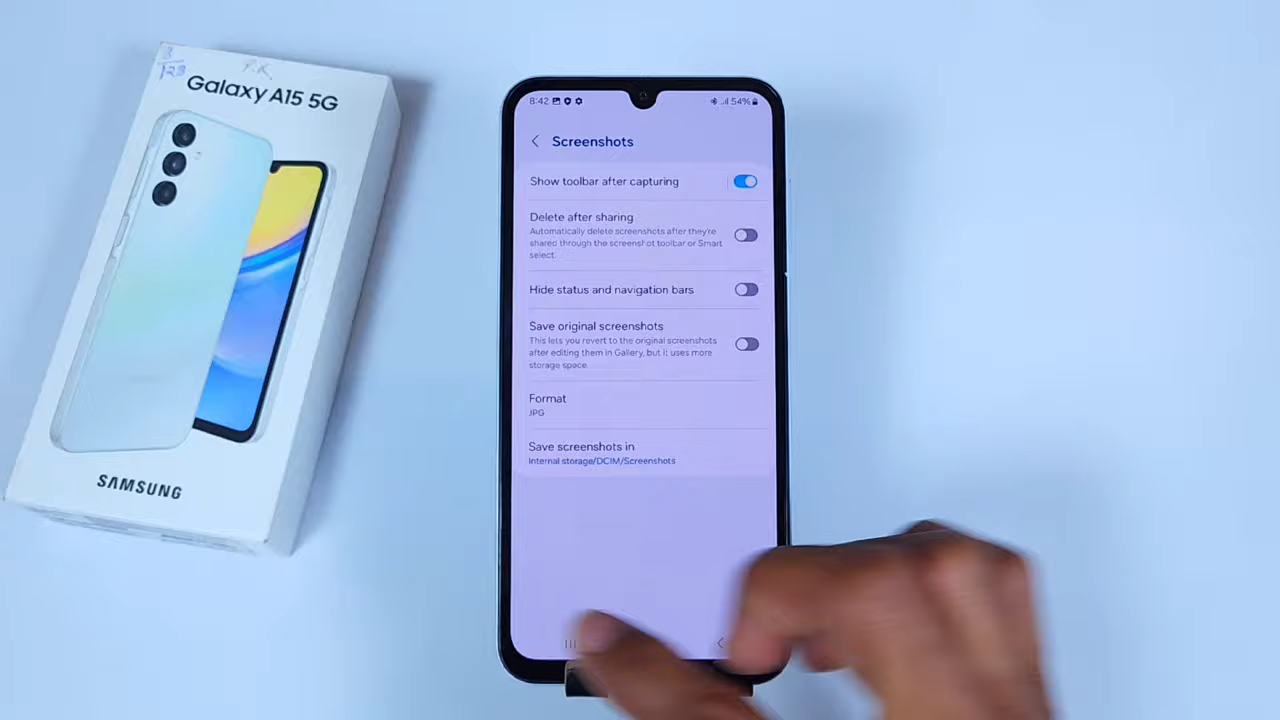 3
128
Galaxy A15 5G
SAMSUNG
8:42
54%
Screenshots
Show toolbar after capturing
Delete after sharing
Automatically delete screenshots after they're
shared through the screenshot toolbar or Smart
select.
Hide status and navigation bars
Save original screenshots
This lets you revert to the original screenshots
after editing them in Gallery, but it uses more
storage space.
Format
JPG
Save screenshots in
Internal storage/DCIM/Screenshots